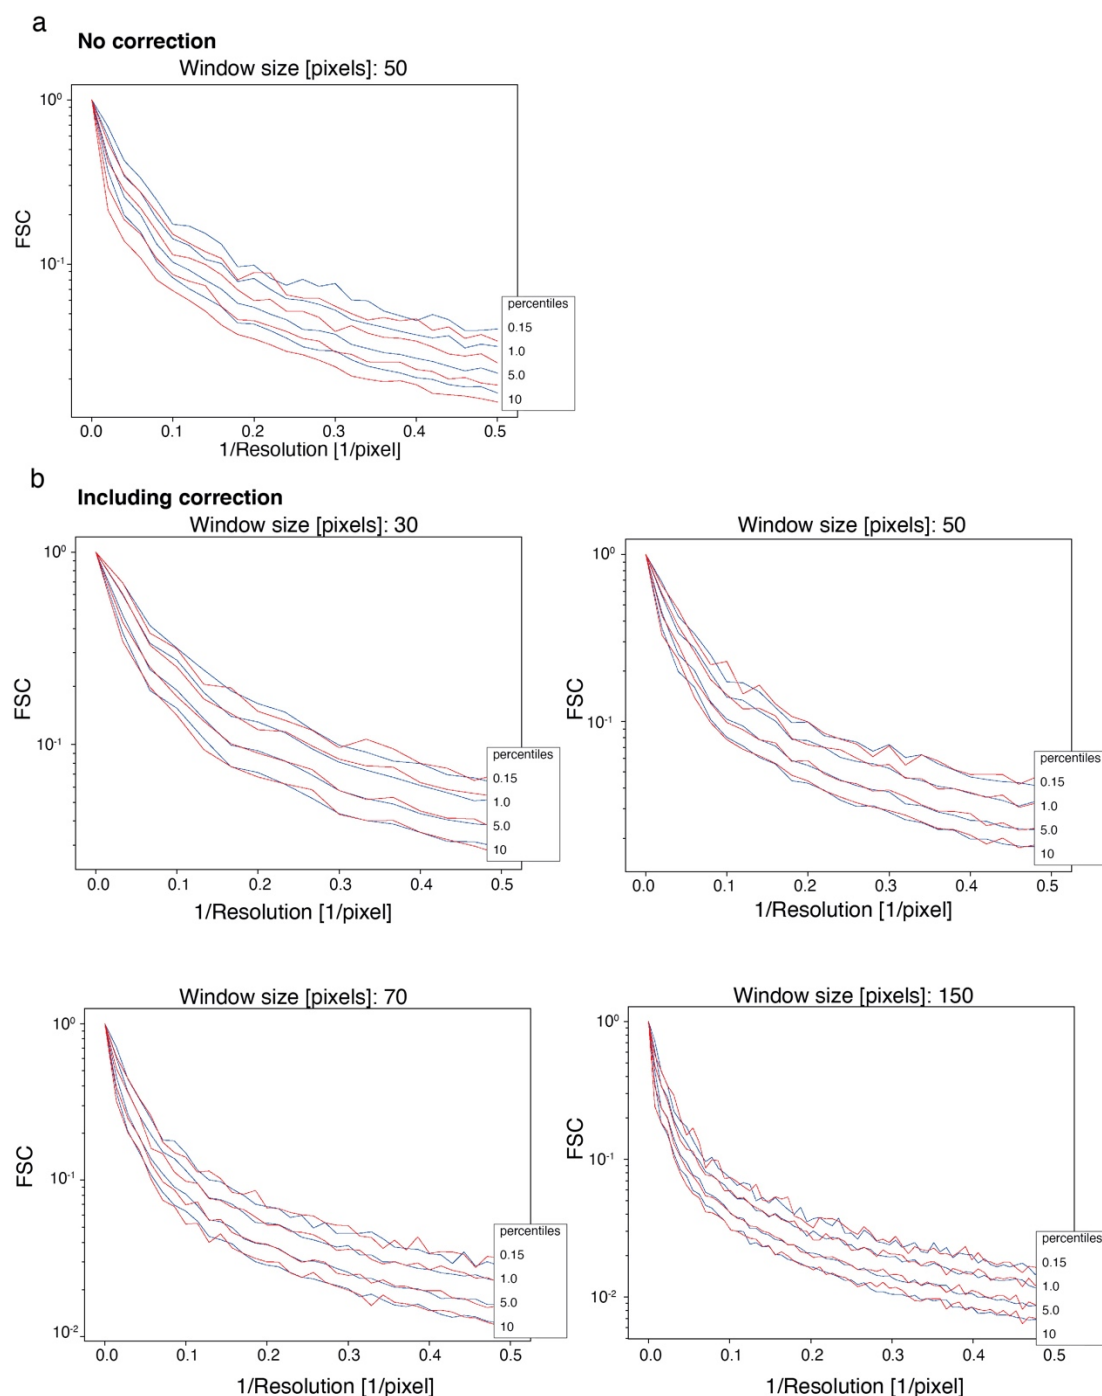 a
No correction
Window size [pixels]: 50
10⁰
10⁻¹
FSC
percentiles
0.15
1.0
5.0
10
0.0 0.1 0.2 0.3 0.4 0.5
1/Resolution [1/pixel]
b
Including correction
Window size [pixels]: 30
10⁰
10⁻¹
FSC
percentiles
0.15
1.0
5.0
10
0.0 0.1 0.2 0.3 0.4 0.5
1/Resolution [1/pixel]
Window size [pixels]: 50
10⁰
10⁻¹
FSC
percentiles
0.15
1.0
5.0
10
0.0 0.1 0.2 0.3 0.4 0.5
1/Resolution [1/pixel]
Window size [pixels]: 70
10⁰
10⁻¹
10⁻²
FSC
percentiles
0.15
1.0
5.0
10
0.0 0.1 0.2 0.3 0.4 0.5
1/Resolution [1/pixel]
Window size [pixels]: 150
10⁰
10⁻¹
10⁻²
FSC
percentiles
0.15
1.0
5.0
10
0.0 0.1 0.2 0.3 0.4 0.5
1/Resolution [1/pixel]